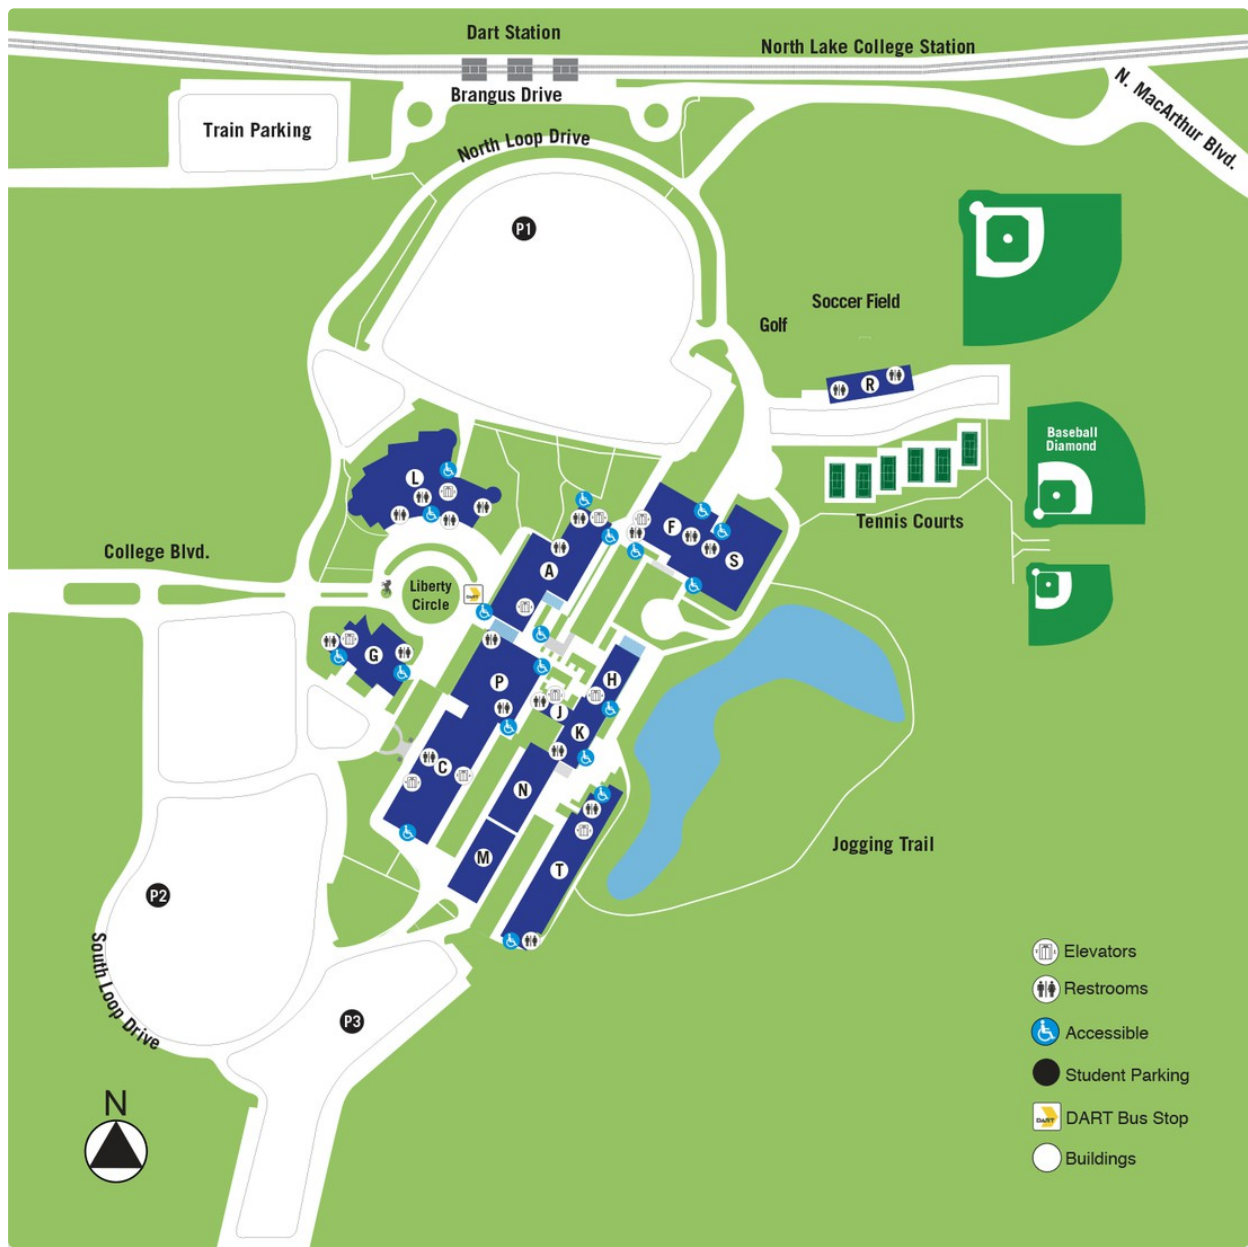 Dart Station
North Lake College Station
Brangus Drive
N. MacArthur Blvd.
Train Parking
North Loop Drive
P1
Soccer Field
Golf
R
Baseball
Diamond
L
Tennis Courts
F
S
College Blvd.
A
Liberty
Circle
DART
G
P
H
J
K
C
N
M
T
Jogging Trail
P2
South Loop Drive
P3
Elevators
Restrooms
Accessible
Student Parking
DART
DART Bus Stop
Buildings
N